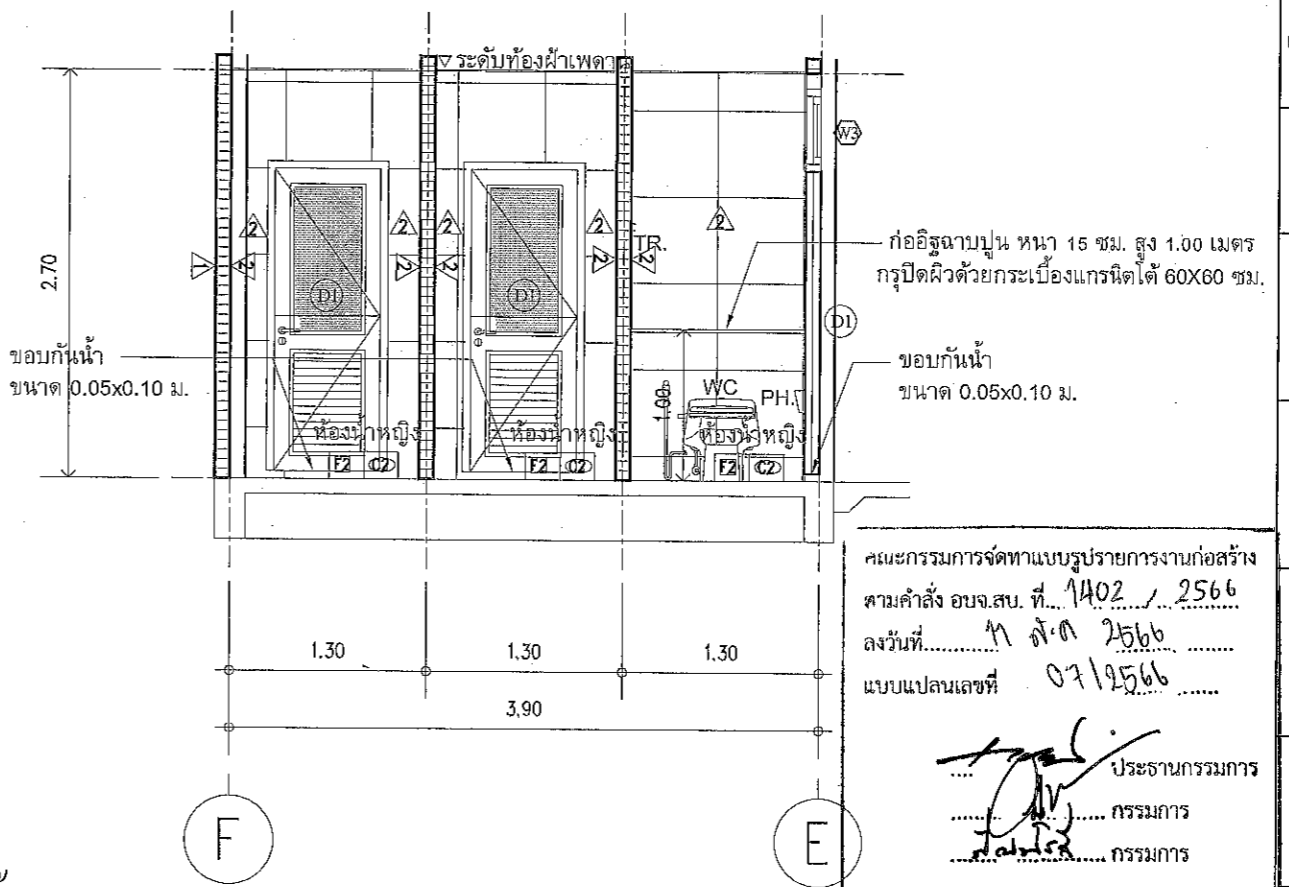 ▽ ระดับท้องฝ้าเพดาน
W3
2.70
2 2 2 2
2
TR.
2 2 2 2 2
ก่ออิฐฉาบปูน หนา 15 ซม. สูง 1.00 เมตร
กรุปิดผิวด้วยกระเบื้องแกรนิตโต้ 60X60 ซม.
D1 D1
D1
ขอบกันน้ำ
ขนาด 0.05x0.10 ม.
ขอบกันน้ำ
ขนาด 0.05x0.10 ม.
1.00
WC
PH.
ห้องน้ำหญิง ห้องน้ำหญิง ห้องน้ำหญิง
F2 C2 F2 C2 F2 C2
1.30 1.30 1.30
3.90
F E
คณะกรรมการจัดทำแบบรูปรายการงานก่อสร้าง
ตามคำสั่ง อบจ.สบ. ที่ 1402 / 2566
ลงวันที่ 2566
แบบแปลนเลขที่ 07/2566
ประธานกรรมการ
กรรมการ
กรรมการ